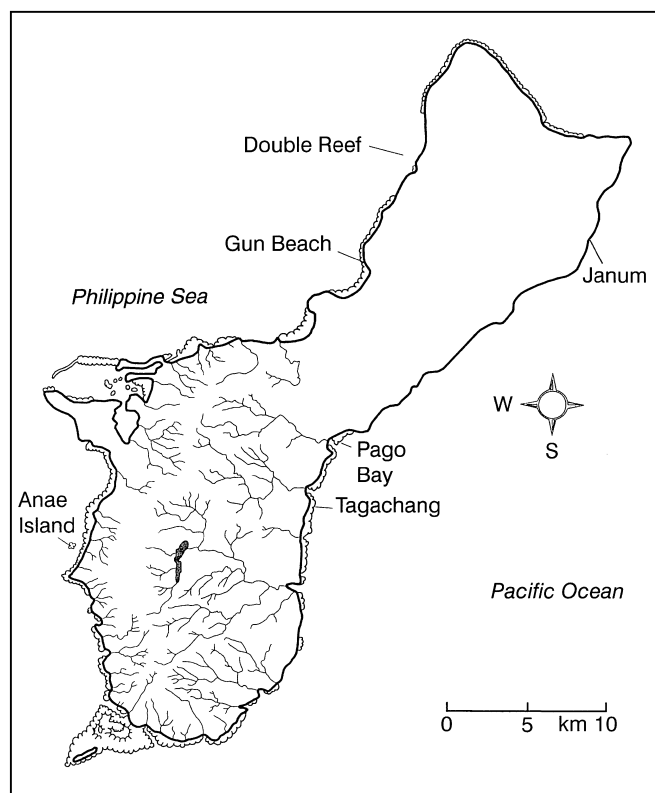 Double Reef
Gun Beach
Janum
Philippine Sea
W
S
Pago
Bay
Anae
Island
Tagachang
Pacific Ocean
0 5 km 10